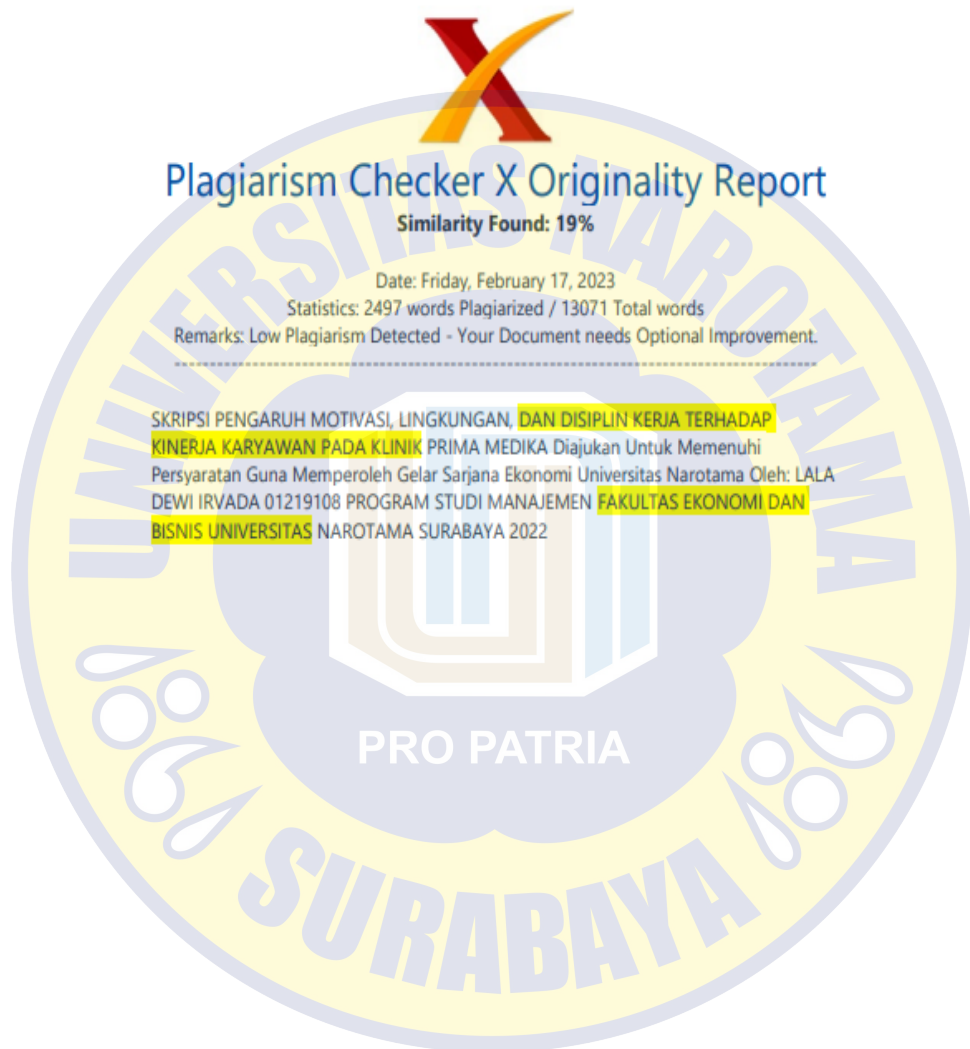 Plagiarism Checker X Originality Report
Similarity Found: 19%
Date: Friday, February 17, 2023
Statistics: 2497 words Plagiarized / 13071 Total words
Remarks: Low Plagiarism Detected - Your Document needs Optional Improvement.
SKRIPSI PENGARUH MOTIVASI, LINGKUNGAN, DAN DISIPLIN KERJA TERHADAP
KINERJA KARYAWAN PADA KLINIK PRIMA MEDIKA Diajukan Untuk Memenuhi
Persyaratan Guna Memperoleh Gelar Sarjana Ekonomi Universitas Narotama Oleh: LALA
DEWI IRVADA 01219108 PROGRAM STUDI MANAJEMEN FAKULTAS EKONOMI DAN
BISNIS UNIVERSITAS NAROTAMA SURABAYA 2022
UNIVERSITAS NAROTAMA
PRO PATRIA
SURABAYA